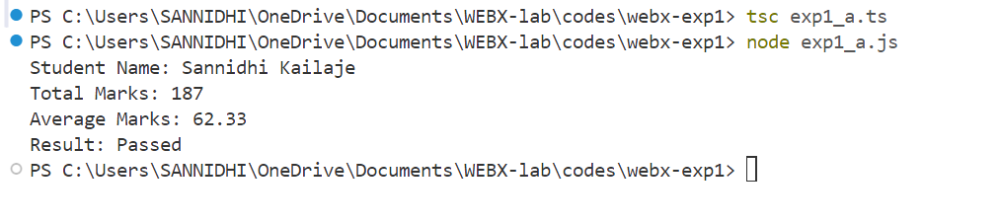 PS C:\Users\SANNIDHI\OneDrive\Documents\WEBX-lab\codes\webx-exp1> tsc exp1_a.ts
PS C:\Users\SANNIDHI\OneDrive\Documents\WEBX-lab\codes\webx-exp1> node exp1_a.js
Student Name: Sannidhi Kailaje
Total Marks: 187
Average Marks: 62.33
Result: Passed
PS C:\Users\SANNIDHI\OneDrive\Documents\WEBX-lab\codes\webx-exp1>